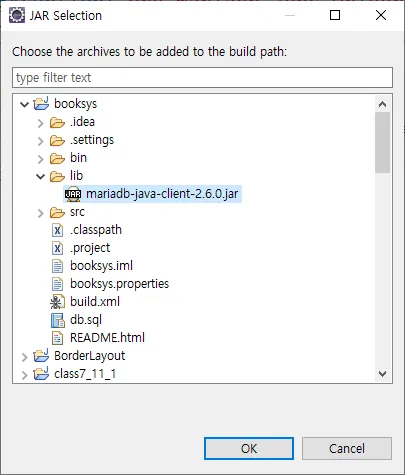 JAR Selection
Choose the archives to be added to the build path:
type filter text
booksys
.idea
.settings
bin
lib
JAR
mariadb-java-client-2.6.0.jar
src
.classpath
.project
booksys.iml
booksys.properties
build.xml
db.sql
README.html
BorderLayout
class7_11_1
OK
Cancel